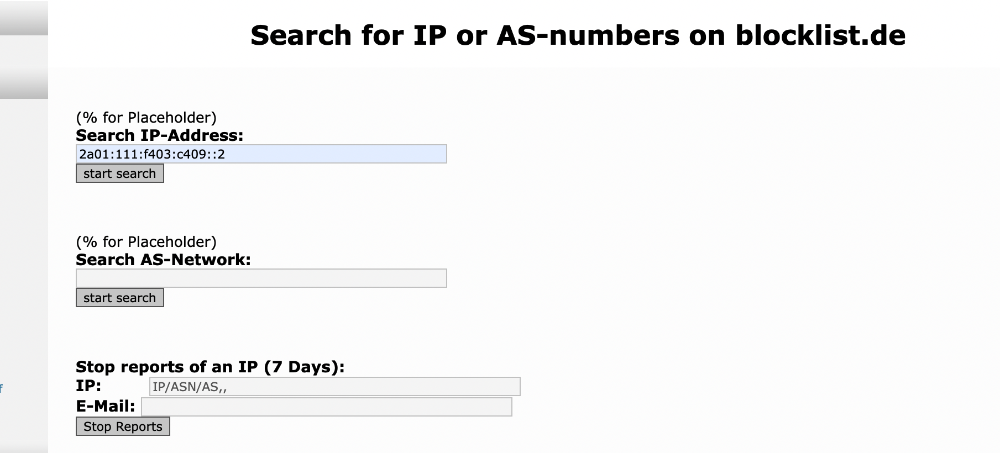 Search for IP or AS-numbers on blocklist.de
(% for Placeholder)
Search IP-Address:
2a01:111:f403:c409::2
start search
(% for Placeholder)
Search AS-Network:
start search
Stop reports of an IP (7 Days):
IP: IP/ASN/AS,,
E-Mail:
Stop Reports